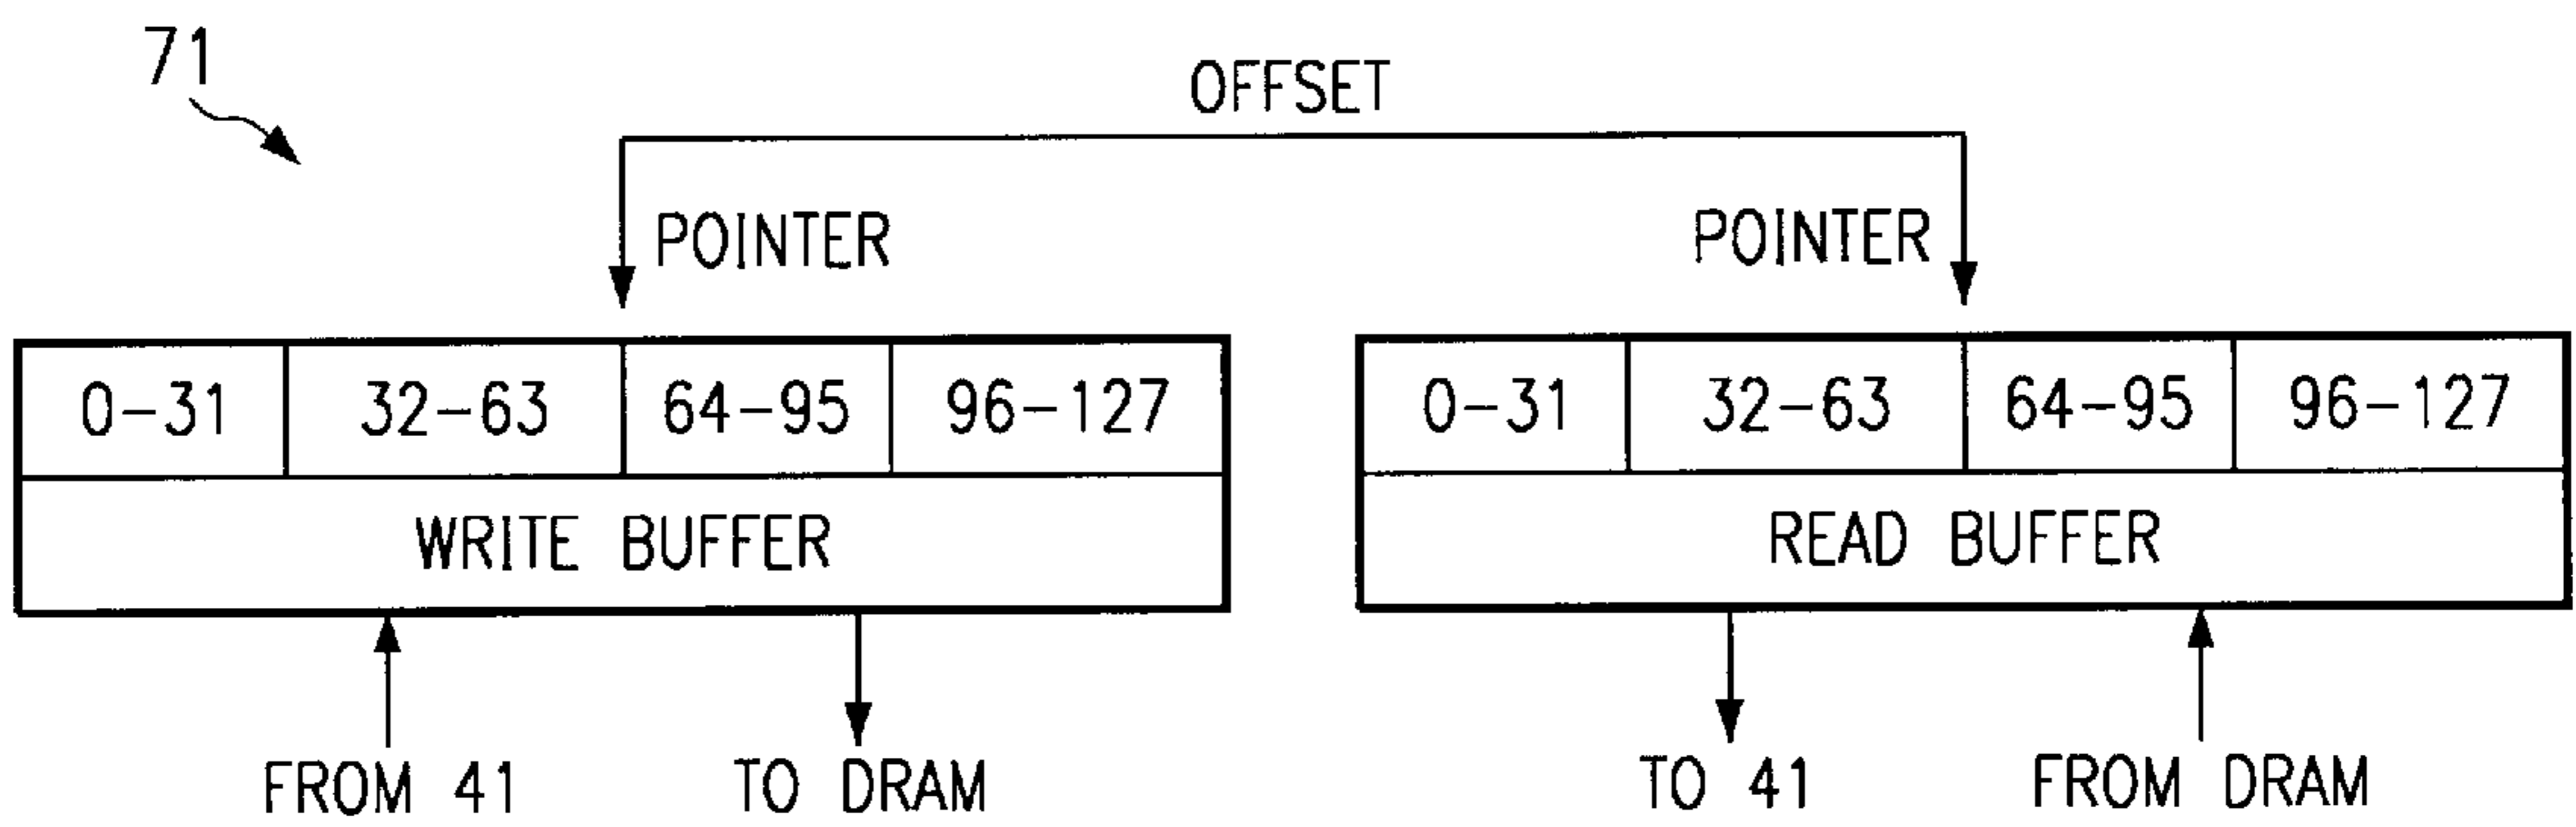 71
OFFSET
POINTER POINTER
0-31 32-63 64-95 96-127 0-31 32-63 64-95 96-127
WRITE BUFFER READ BUFFER
FROM 41 TO DRAM TO 41 FROM DRAM